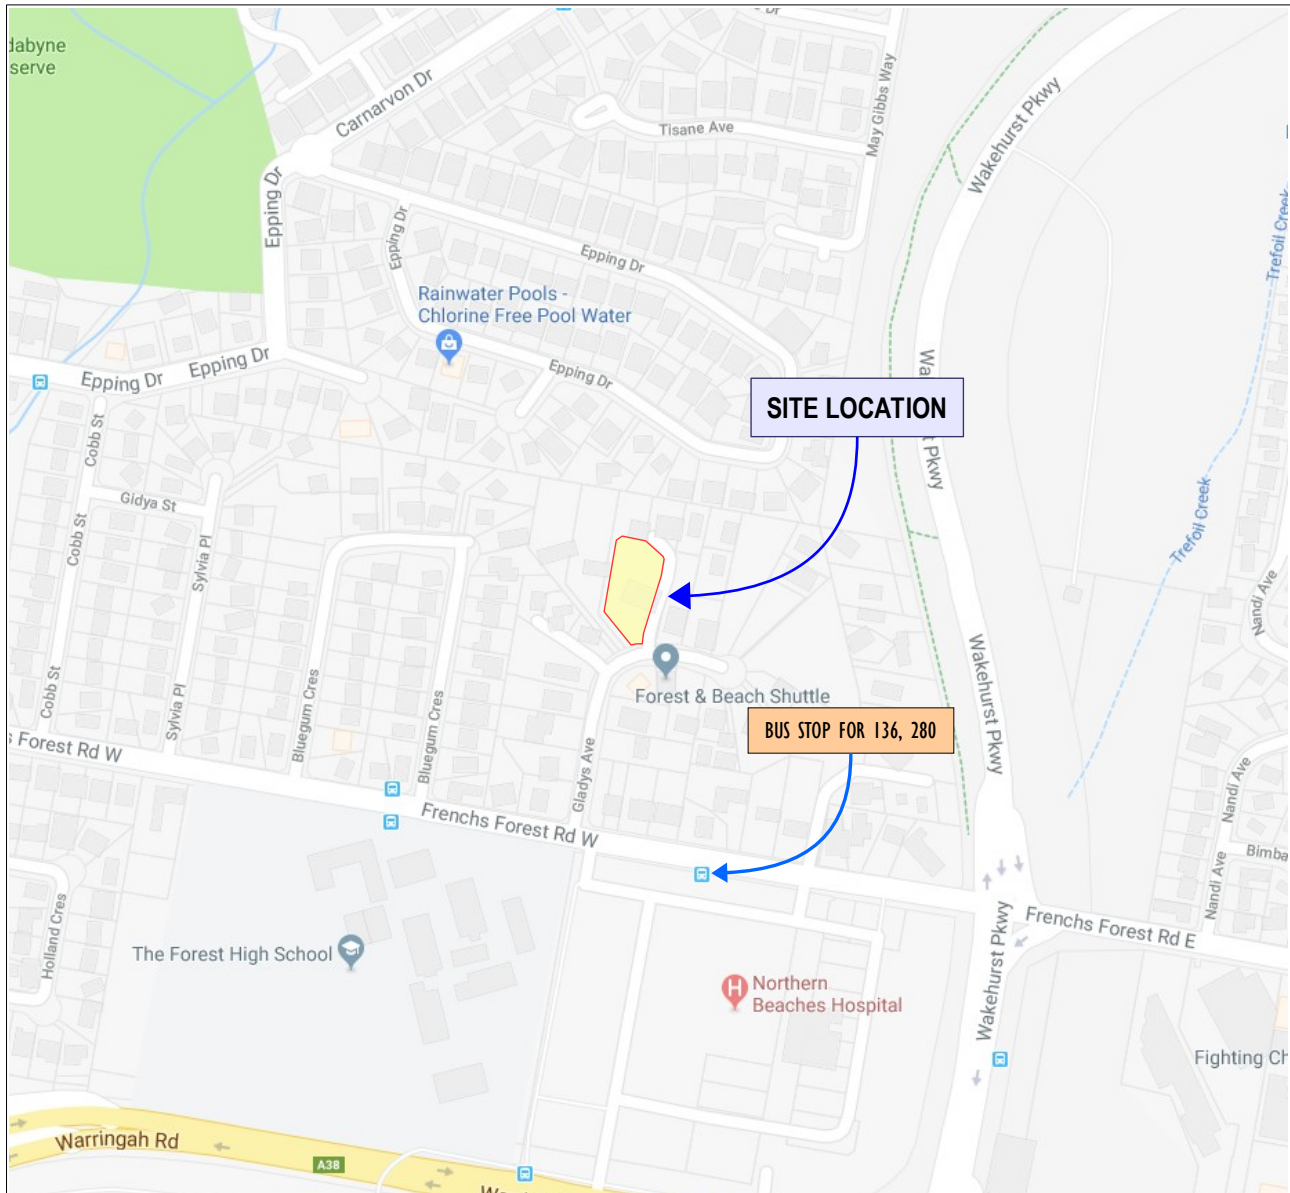 dabyne
serve
Carnarvon Dr
Tisane Ave
May Gibbs Way
Wakehurst Pkwy
Wakehurst Pkwy
Epping Dr
Epping Dr
Epping Dr
Trefoil Creek
Rainwater Pools -
Chlorine Free Pool Water
Epping Dr
Epping Dr
Epping Dr
SITE LOCATION
Pkwy
Cobb St
Gidya St
Cobb St
Sylvia Pl
Trefoil Creek
Nandi Ave
Cobb St
Sylvia Pl
Bluegum Cres
Bluegum Cres
Forest & Beach Shuttle
Wakehurst Pkwy
BUS STOP FOR 136, 280
Forest Rd W
Gladys Ave
Frenchs Forest Rd W
Nandi Ave
Nandi Ave
Bimba
Frenchs Forest Rd E
Wakehurst Pkwy
Holland Cres
The Forest High School
H
Northern
Beaches Hospital
Fighting Ch
Warringah Rd
A38